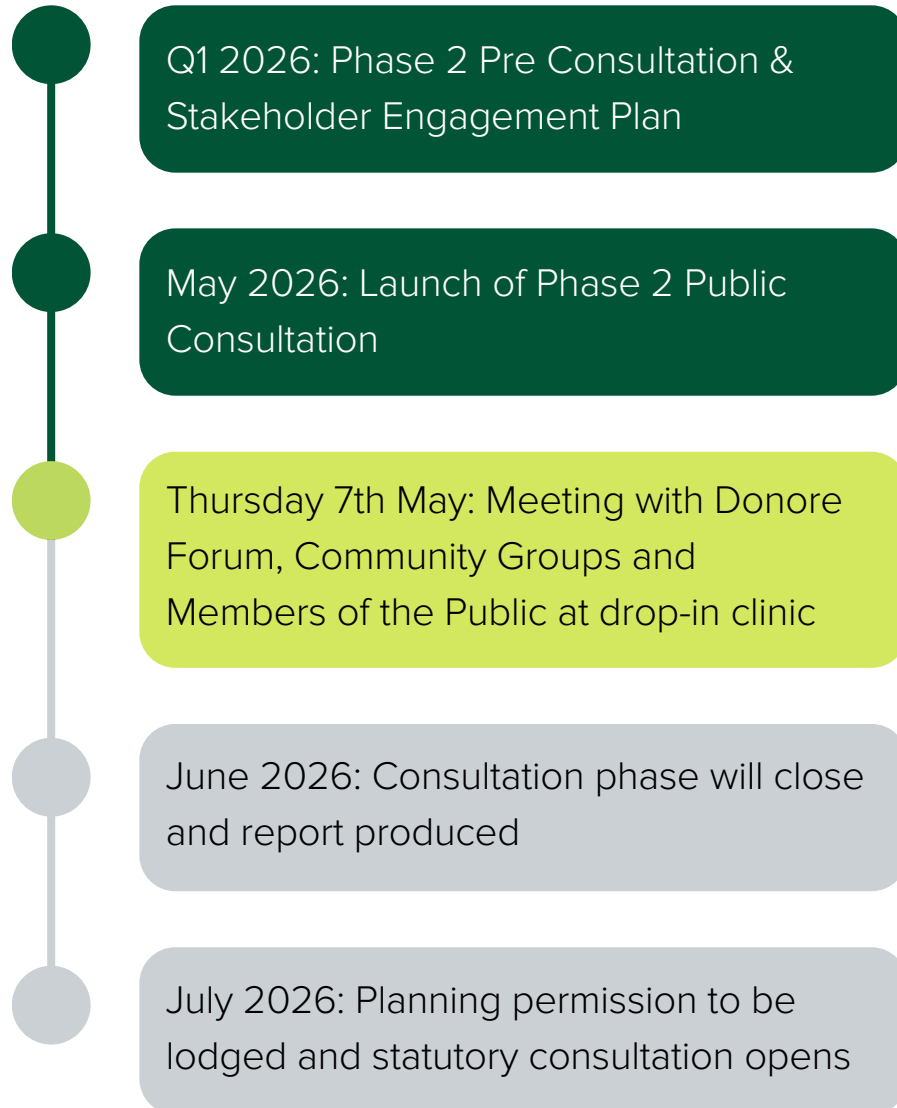 Q1 2026: Phase 2 Pre Consultation &
Stakeholder Engagement Plan
May 2026: Launch of Phase 2 Public
Consultation
Thursday 7th May: Meeting with Donore
Forum, Community Groups and
Members of the Public at drop-in clinic
June 2026: Consultation phase will close
and report produced
July 2026: Planning permission to be
lodged and statutory consultation opens